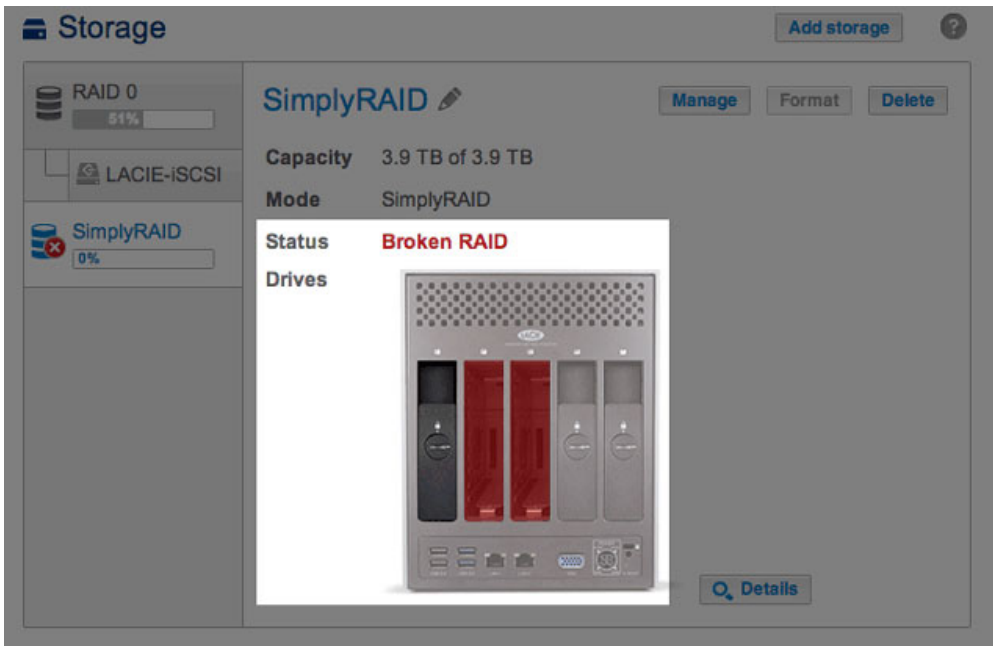 Storage
Add storage
?
RAID 0
51%
LACIE-iSCSI
SimplyRAID
0%
SimplyRAID
Manage
Format
Delete
Capacity 3.9 TB of 3.9 TB
Mode SimplyRAID
Status Broken RAID
Drives
LACIE
Details